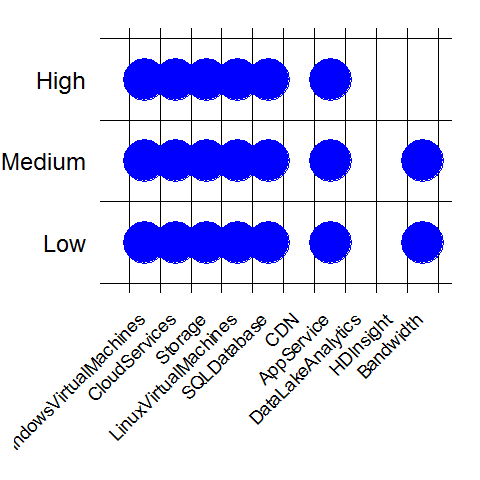 High
Medium
Low
ndowsVirtualMachines
CloudServices
Storage
LinuxVirtualMachines
SQLDatabase
CDN
AppService
DataLakeAnalytics
HDInsight
Bandwidth